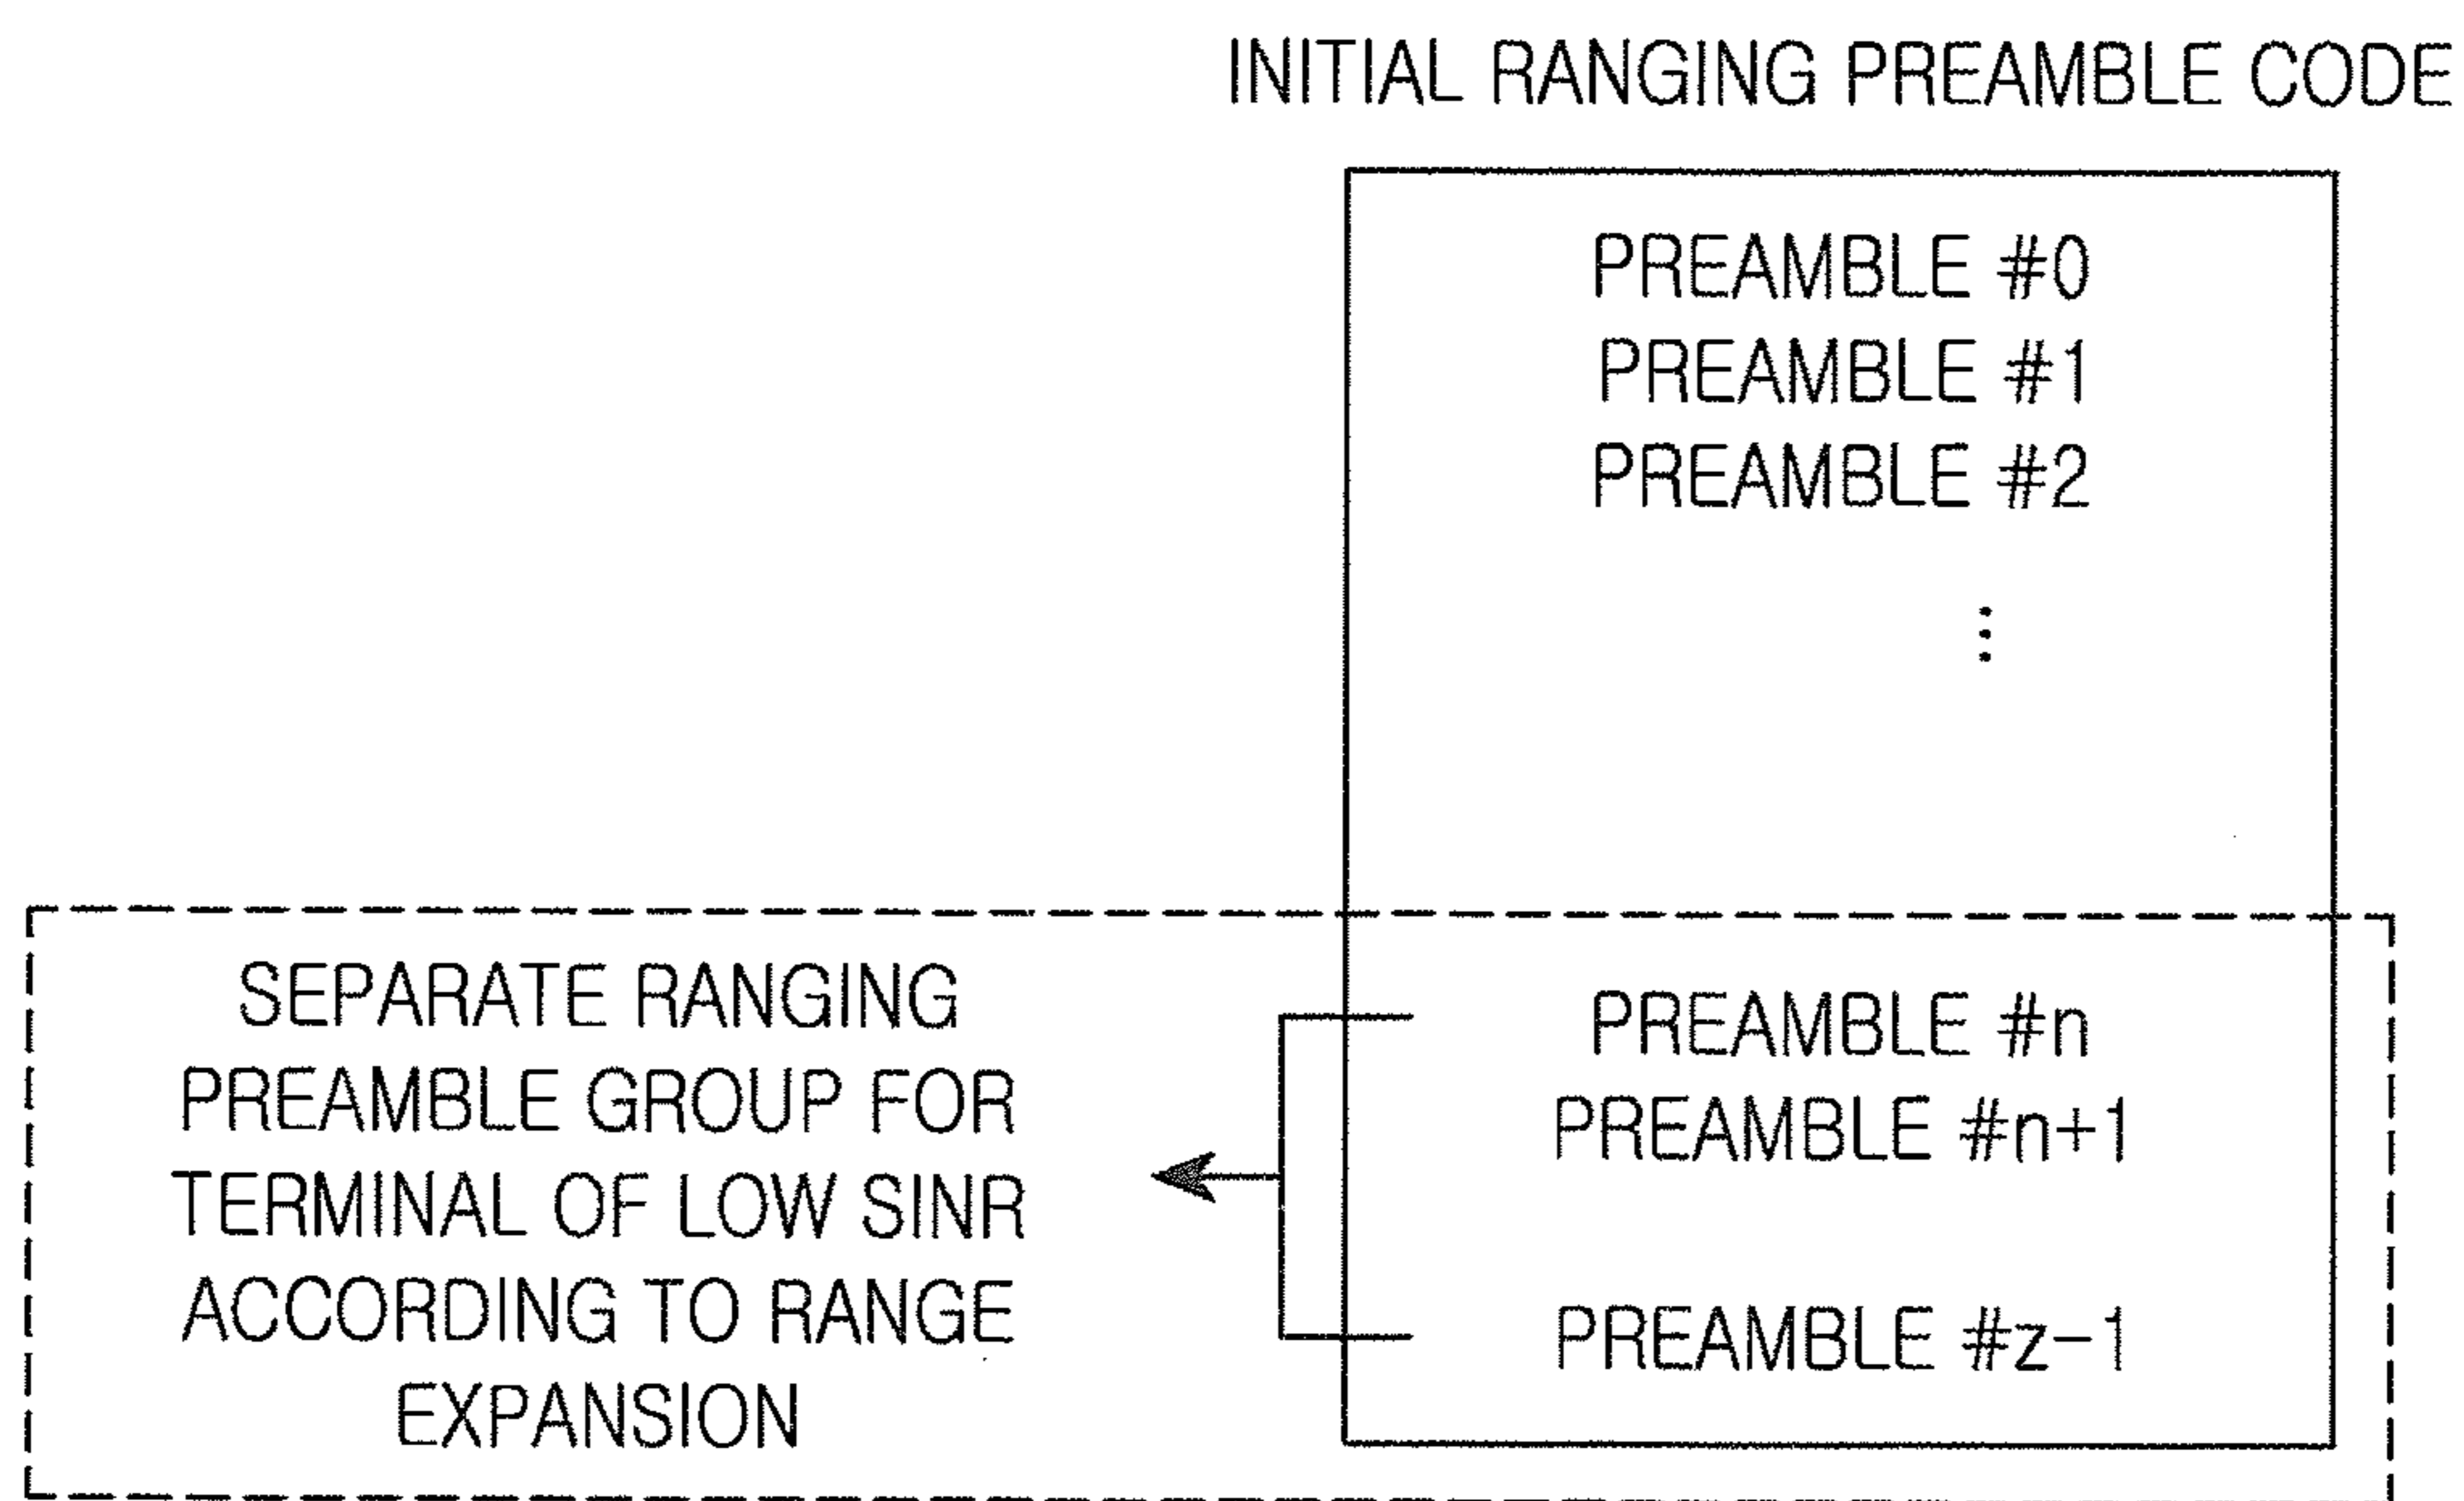 INITIAL RANGING PREAMBLE CODE
PREAMBLE #0
PREAMBLE #1
PREAMBLE #2
⋮
SEPARATE RANGING
PREAMBLE GROUP FOR
TERMINAL OF LOW SINR
ACCORDING TO RANGE
EXPANSION
PREAMBLE #n
PREAMBLE #n+1
PREAMBLE #z-1